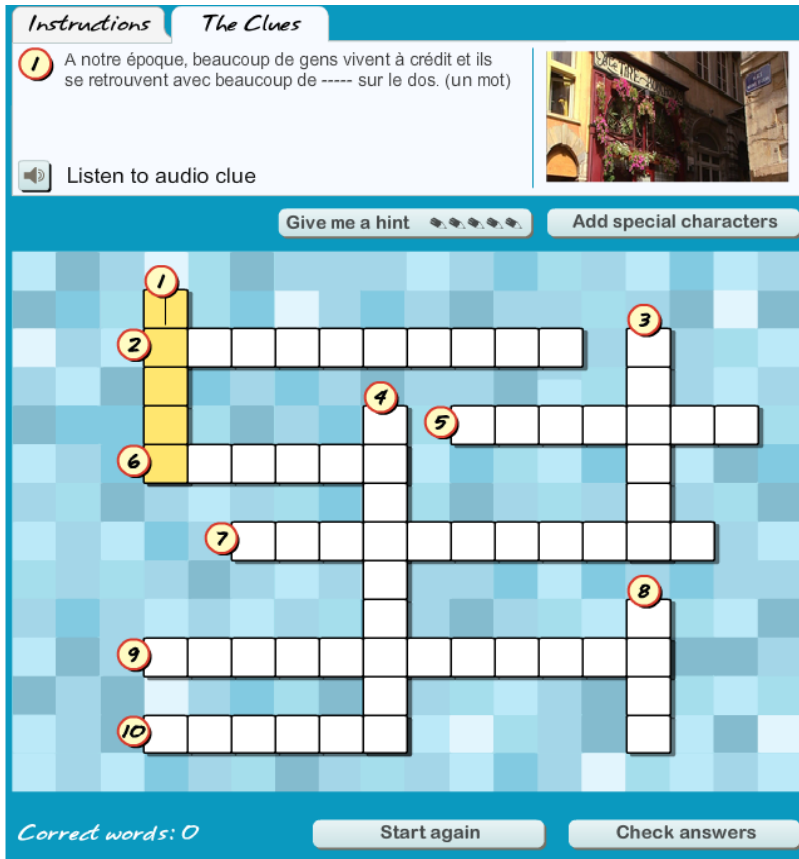 Instructions
The Clues
1
A notre époque, beaucoup de gens vivent à crédit et ils
se retrouvent avec beaucoup de ----- sur le dos. (un mot)
Listen to audio clue
Give me a hint
Add special characters
1
3
2
4
5
6
7
8
9
10
Correct words: 0
Start again
Check answers